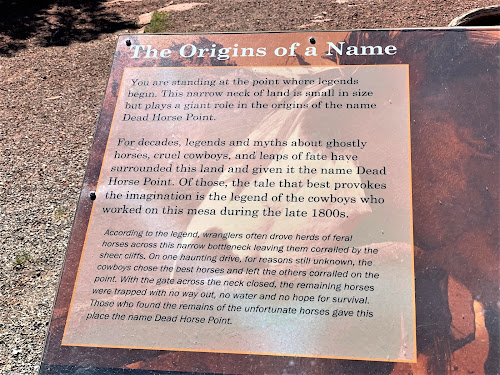 The Origins of a Name
You are standing at the point where legends
begin. This narrow neck of land is small in size
but plays a giant role in the origins of the name
Dead Horse Point.
For decades, legends and myths about ghostly
horses, cruel cowboys, and leaps of fate have
surrounded this land and given it the name Dead
Horse Point. Of those, the tale that best provokes
the imagination is the legend of the cowboys who
worked on this mesa during the late 1800s.
According to the legend, wranglers often drove herds of feral
horses across this narrow bottleneck leaving them corralled by the
sheer cliffs. On one haunting drive, for reasons still unknown, the
cowboys chose the best horses and left the others corralled on the
point. With the gate across the neck closed, the remaining horses
were trapped with no way out, no water and no hope for survival.
Those who found the remains of the unfortunate horses gave this
place the name Dead Horse Point.